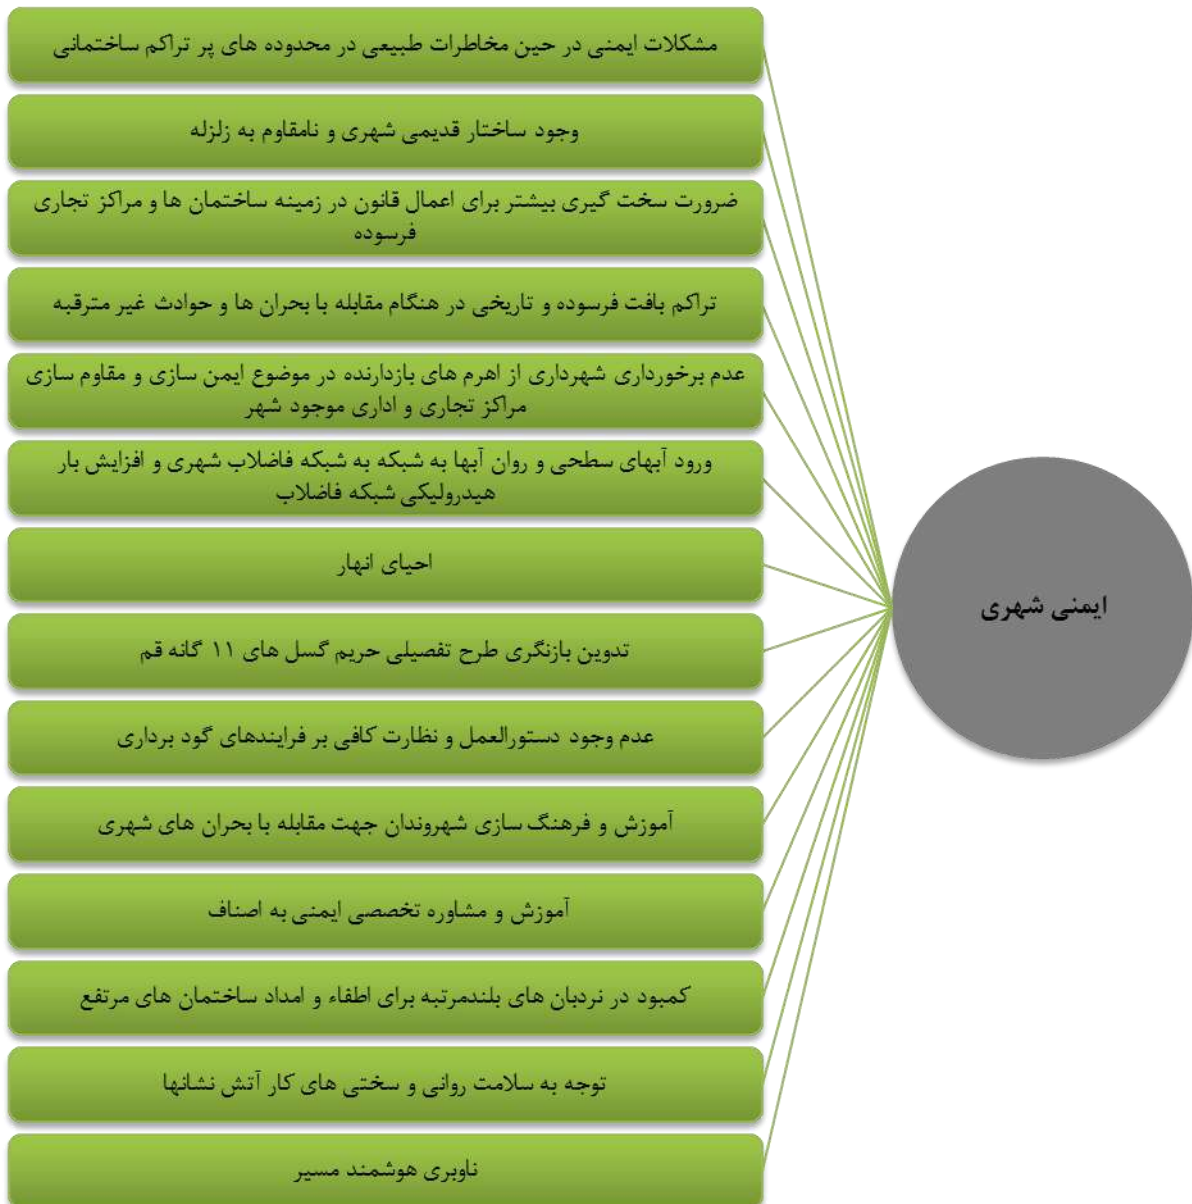 ایمنی شهری
مشکلات ایمنی در حین مخاطرات طبیعی در محدوده های پر تراکم ساختمانی
وجود ساختار قدیمی شهری و نامقاوم به زلزله
ضرورت سخت گیری بیشتر برای اعمال قانون در زمینه ساختمان ها و مراکز تجاری
فرسوده
تراکم بافت فرسوده و تاریخی در هنگام مقابله با بحران ها و حوادث غیر مترقبه
عدم برخورداری شهرداری از اهرم های بازدارنده در موضوع ایمن سازی و مقاوم سازی
مراکز تجاری و اداری موجود شهر
ورود آبهای سطحی و روان آبها به شبکه به شبکه فاضلاب شهری و افزایش بار
هیدرولیکی شبکه فاضلاب
احیای انهار
تدوین بازنگری طرح تفصیلی حریم گسل های ۱۱ گانه قم
عدم وجود دستورالعمل و نظارت کافی بر فرایندهای گود برداری
آموزش و فرهنگ سازی شهروندان جهت مقابله با بحران های شهری
آموزش و مشاوره تخصصی ایمنی به اصناف
کمبود در نردبان های بلندمرتبه برای اطفاء و امداد ساختمان های مرتفع
توجه به سلامت روانی و سختی های کار آتش نشانها
ناوبری هوشمند مسیر